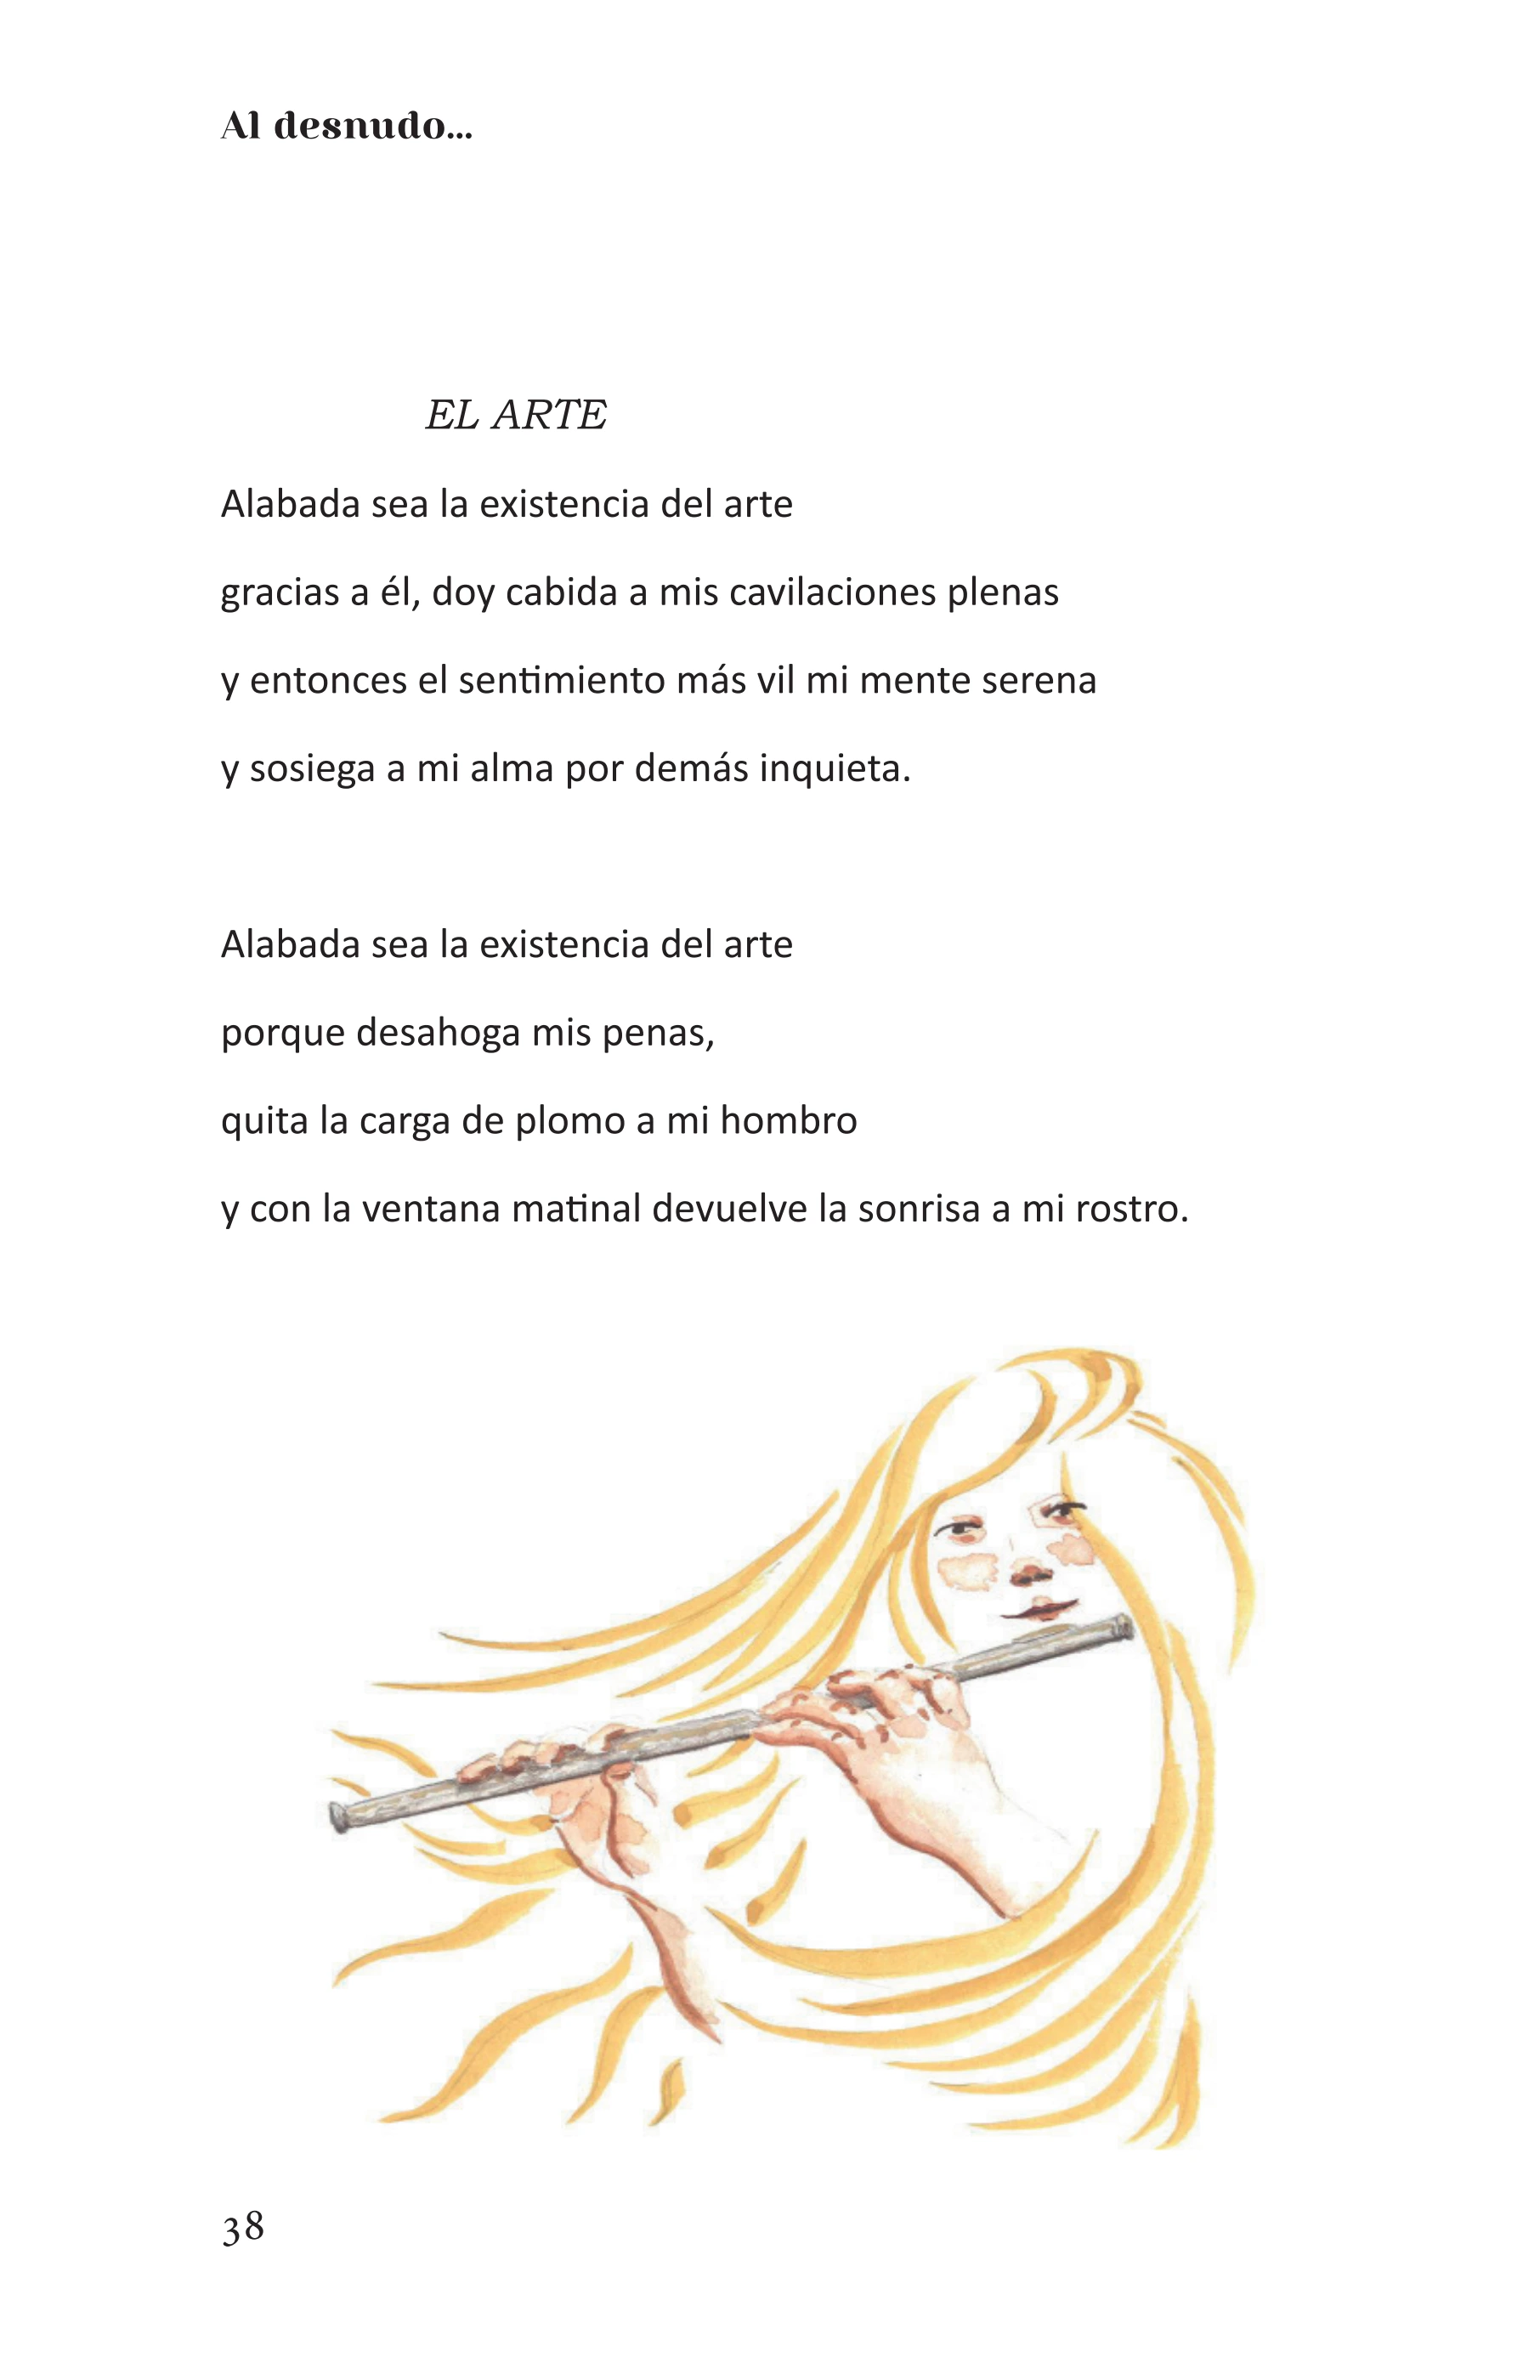 Al desnudo...
EL ARTE
Alabada sea la existencia del arte
gracias a él, doy cabida a mis cavilaciones plenas
y entonces el sentimiento más vil mi mente serena
y sosiega a mi alma por demás inquieta.
Alabada sea la existencia del arte
porque desahoga mis penas,
quita la carga de plomo a mi hombro
y con la ventana matinal devuelve la sonrisa a mi rostro.
38